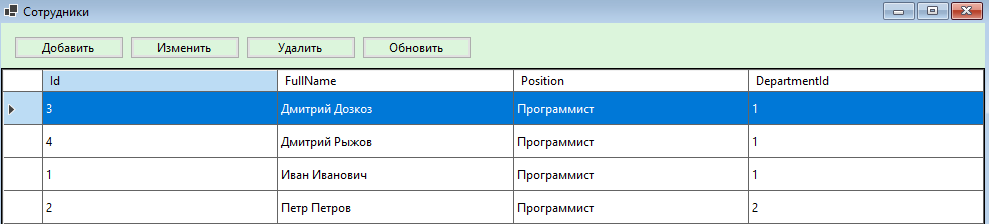 Сотрудники
Добавить Изменить Удалить Обновить
Id FullName Position DepartmentId
3 Дмитрий Дозкоз Программист 1
4 Дмитрий Рыжов Программист 1
1 Иван Иванович Программист 1
2 Петр Петров Программист 2